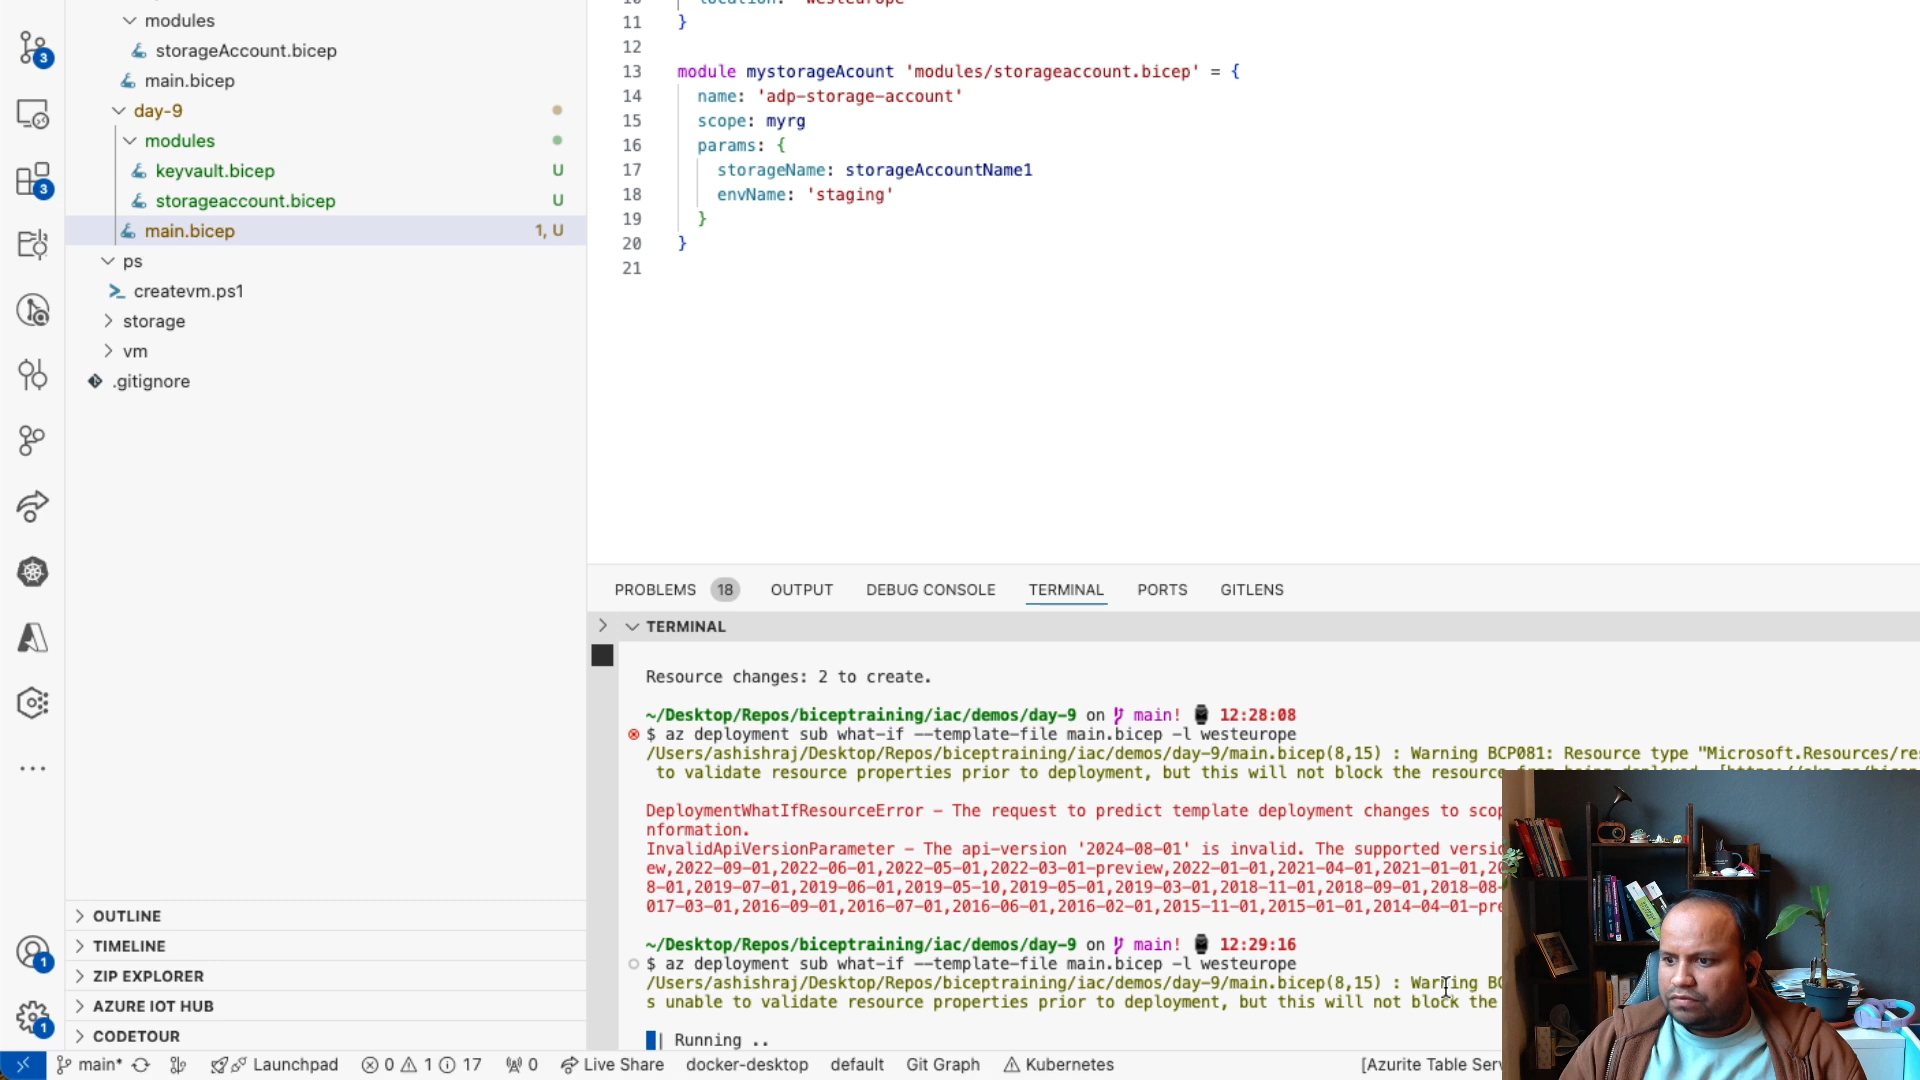 modules
storageAccount.bicep
main.bicep
day-9
modules
keyvault.bicep U
storageaccount.bicep U
main.bicep 1, U
ps
createvm.ps1
storage
vm
.gitignore
OUTLINE
TIMELINE
ZIP EXPLORER
AZURE IOT HUB
CODETOUR
3
3
1
1
10 location: 'westeurope'
11 }
12
13 module mystorageAcount 'modules/storageaccount.bicep' = {
14 name: 'adp-storage-account'
15 scope: myrg
16 params: {
17 storageName: storageAccountName1
18 envName: 'staging'
19 }
20 }
21
PROBLEMS 18 OUTPUT DEBUG CONSOLE TERMINAL PORTS GITLENS
TERMINAL
Resource changes: 2 to create.
~/Desktop/Repos/biceptraining/iac/demos/day-9 on main! 12:28:08
$ az deployment sub what-if --template-file main.bicep -l westeurope
/Users/ashishraj/Desktop/Repos/biceptraining/iac/demos/day-9/main.bicep(8,15) : Warning BCP081: Resource type "Microsoft.Resources/res
to validate resource properties prior to deployment, but this will not block the resource from being deployed.
DeploymentWhatIfResourceError – The request to predict template deployment changes to scop
nformation.
InvalidApiVersionParameter – The api-version '2024-08-01' is invalid. The supported versio
ew,2022-09-01,2022-06-01,2022-05-01,2022-03-01-preview,2022-01-01,2021-04-01,2021-01-01,20
8-01,2019-07-01,2019-06-01,2019-05-10,2019-05-01,2019-03-01,2018-11-01,2018-09-01,2018-08-
017-03-01,2016-09-01,2016-07-01,2016-06-01,2016-02-01,2015-11-01,2015-01-01,2014-04-01-pre
~/Desktop/Repos/biceptraining/iac/demos/day-9 on main! 12:29:16
$ az deployment sub what-if --template-file main.bicep -l westeurope
/Users/ashishraj/Desktop/Repos/biceptraining/iac/demos/day-9/main.bicep(8,15) : Warning BC
s unable to validate resource properties prior to deployment, but this will not block the
| Running ..
main* Launchpad 0 1 17 0 Live Share docker-desktop default Git Graph Kubernetes [Azurite Table Serv